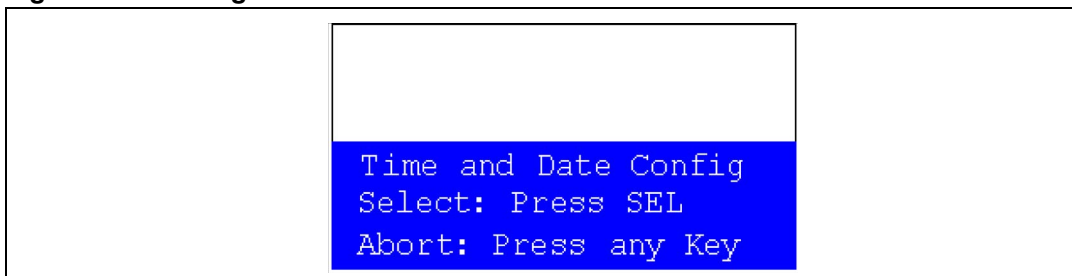 Time and Date Config
Select: Press SEL
Abort: Press any Key